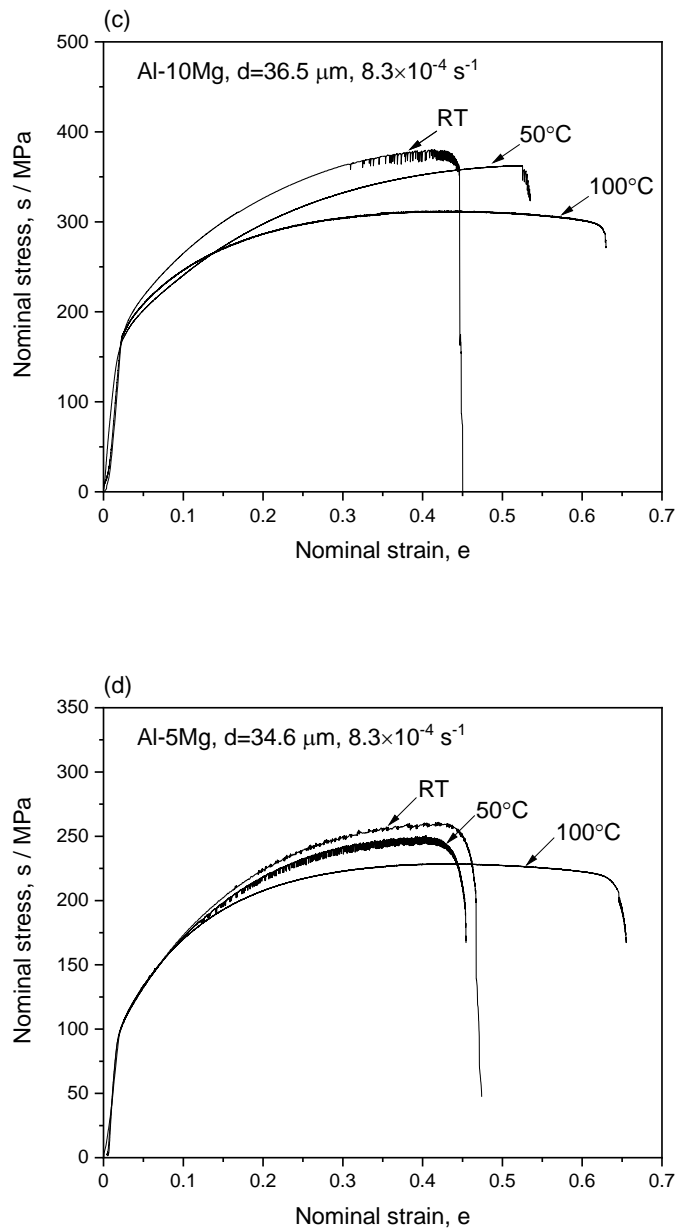 (c)
500
Al-10Mg, d=36.5 μm, 8.3×10⁻⁴ s⁻¹
RT
50°C
400
100°C
300
200
100
0
Nominal stress, s / MPa
0 0.1 0.2 0.3 0.4 0.5 0.6 0.7
Nominal strain, e
(d)
350
Al-5Mg, d=34.6 μm, 8.3×10⁻⁴ s⁻¹
300
RT
50°C
250
100°C
200
150
100
50
0
Nominal stress, s / MPa
0 0.1 0.2 0.3 0.4 0.5 0.6 0.7
Nominal strain, e